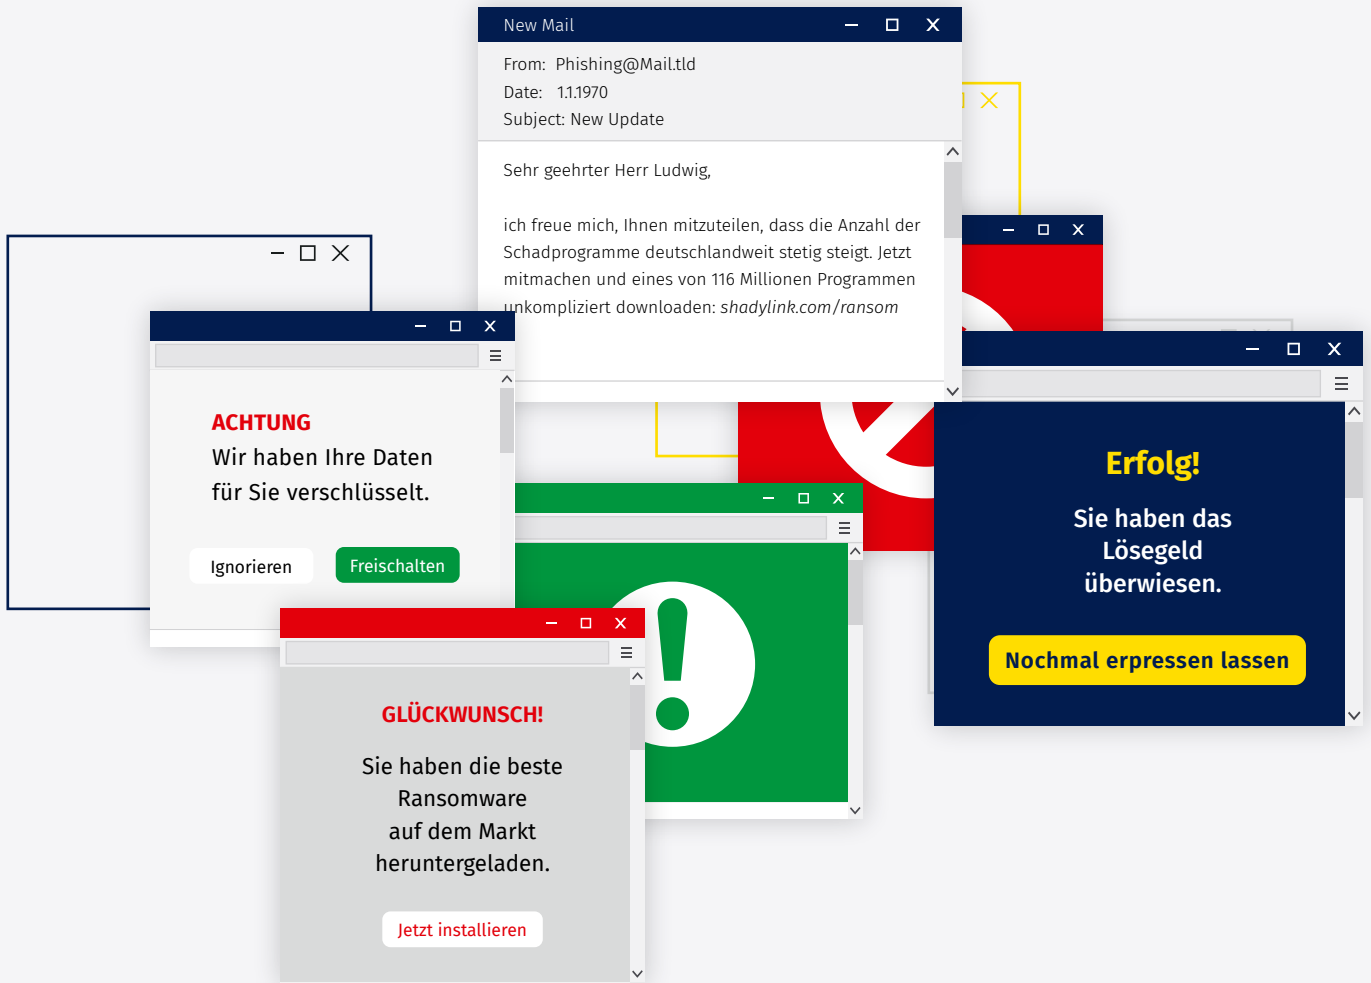 New Mail
From: Phishing@Mail.tld
Date: 1.1.1970
Subject: New Update
Sehr geehrter Herr Ludwig,
ich freue mich, Ihnen mitzuteilen, dass die Anzahl der
Schadprogramme deutschlandweit stetig steigt. Jetzt
mitmachen und eines von 116 Millionen Programmen
unkompliziert downloaden: shadylink.com/ransom
ACHTUNG
Wir haben Ihre Daten
für Sie verschlüsselt.
Ignorieren
Freischalten
Erfolg!
Sie haben das
Lösegeld
überwiesen.
Nochmal erpressen lassen
GLÜCKWUNSCH!
Sie haben die beste
Ransomware
auf dem Markt
heruntergeladen.
Jetzt installieren